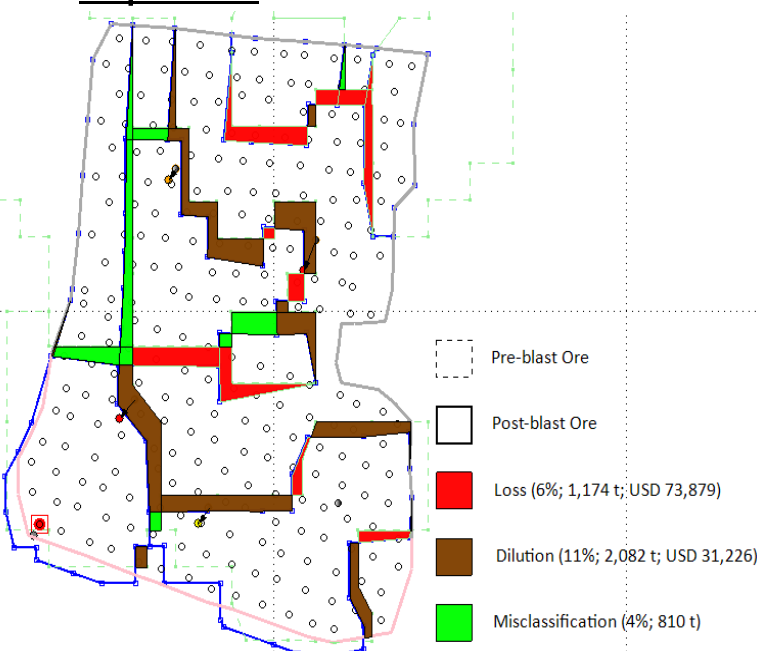 Pre-blast Ore
Post-blast Ore
Loss (6%; 1,174 t; USD 73,879)
Dilution (11%; 2,082 t; USD 31,226)
Misclassification (4%; 810 t)